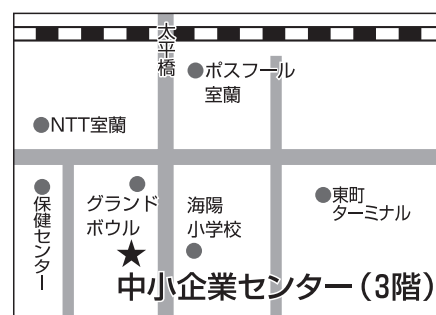 太平橋
ポスフール
室蘭
NTT室蘭
保健センター
グランド
ボウル
海陽
小学校
東町
ターミナル
中小企業センター（3階）